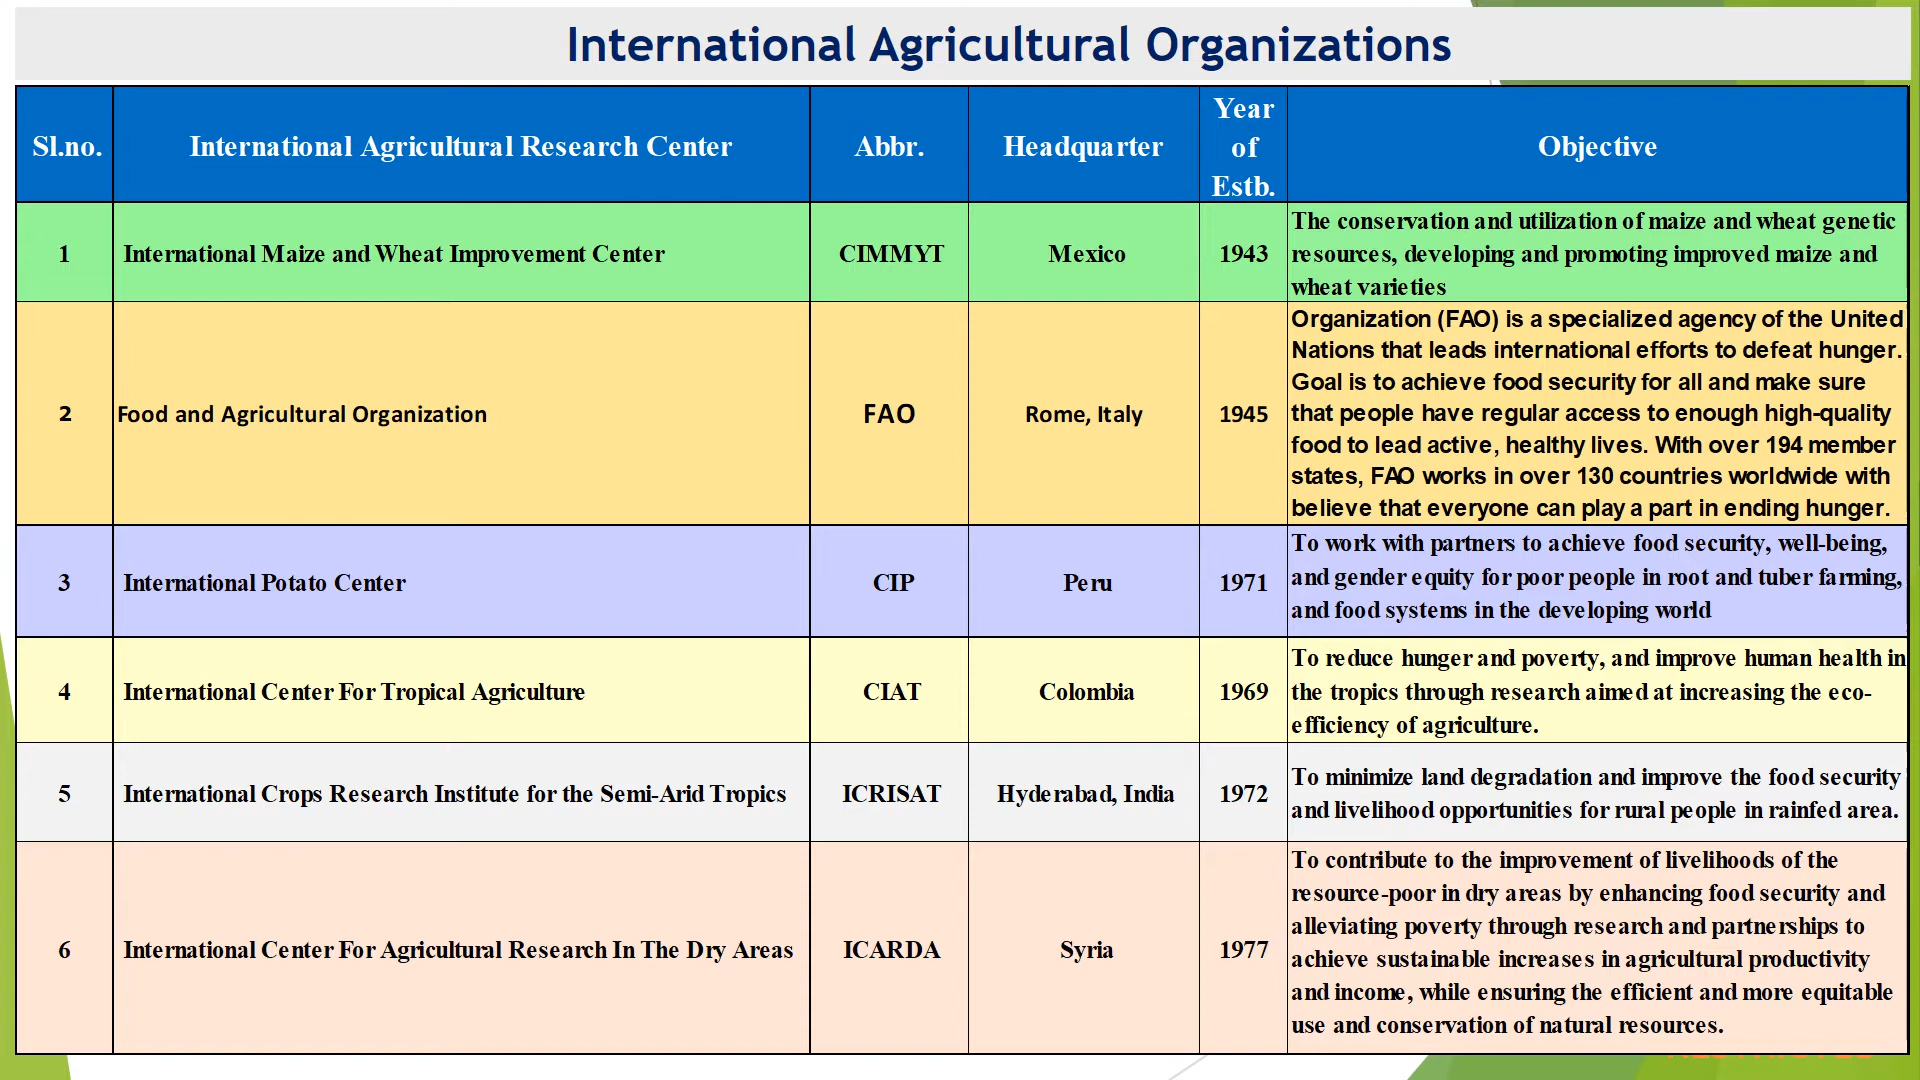 International Agricultural Organizations
Sl.no.
International Agricultural Research Center
Abbr.
Headquarter
Year
of
Estb.
Objective
1
International Maize and Wheat Improvement Center
CIMMYT
Mexico
1943
The conservation and utilization of maize and wheat genetic
resources, developing and promoting improved maize and
wheat varieties
2
Food and Agricultural Organization
FAO
Rome, Italy
1945
Organization (FAO) is a specialized agency of the United
Nations that leads international efforts to defeat hunger.
Goal is to achieve food security for all and make sure
that people have regular access to enough high-quality
food to lead active, healthy lives. With over 194 member
states, FAO works in over 130 countries worldwide with
believe that everyone can play a part in ending hunger.
3
International Potato Center
CIP
Peru
1971
To work with partners to achieve food security, well-being,
and gender equity for poor people in root and tuber farming,
and food systems in the developing world
4
International Center For Tropical Agriculture
CIAT
Colombia
1969
To reduce hunger and poverty, and improve human health in
the tropics through research aimed at increasing the eco-
efficiency of agriculture.
5
International Crops Research Institute for the Semi-Arid Tropics
ICRISAT
Hyderabad, India
1972
To minimize land degradation and improve the food security
and livelihood opportunities for rural people in rainfed area.
6
International Center For Agricultural Research In The Dry Areas
ICARDA
Syria
1977
To contribute to the improvement of livelihoods of the
resource-poor in dry areas by enhancing food security and
alleviating poverty through research and partnerships to
achieve sustainable increases in agricultural productivity
and income, while ensuring the efficient and more equitable
use and conservation of natural resources.